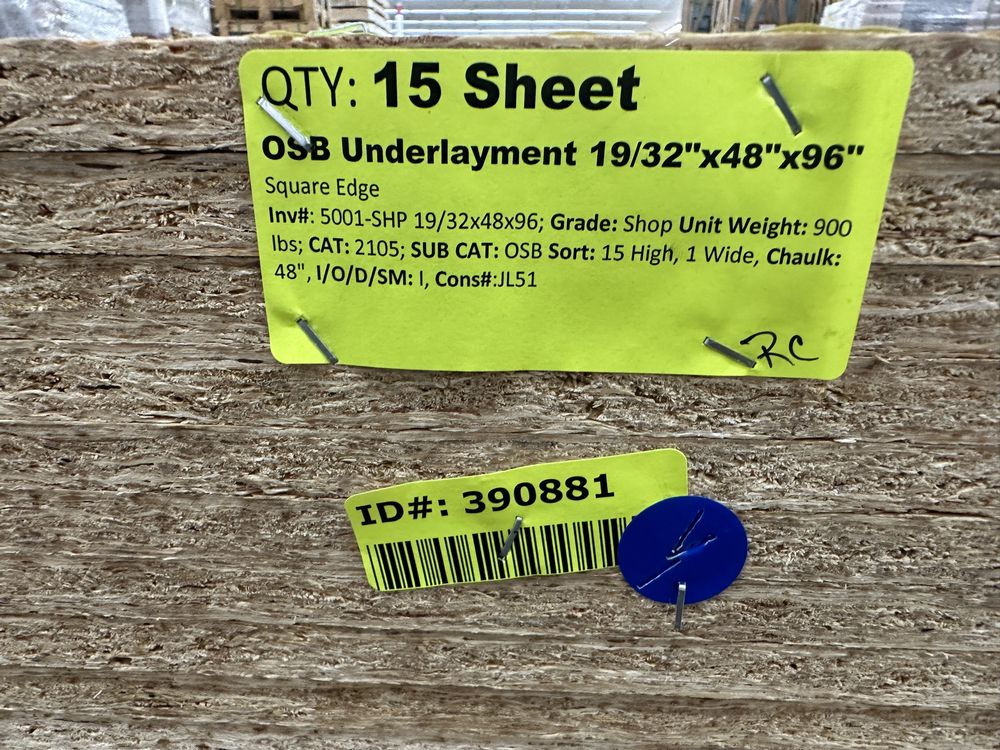 QTY: 15 Sheet
OSB Underlayment 19/32"x48"x96"
Square Edge
Inv#: 5001-SHP 19/32x48x96; Grade: Shop Unit Weight: 900
lbs; CAT: 2105; SUB CAT: OSB Sort: 15 High, 1 Wide, Chaulk:
48", I/O/D/SM: I, Cons#:JL51
RC
ID#: 390881